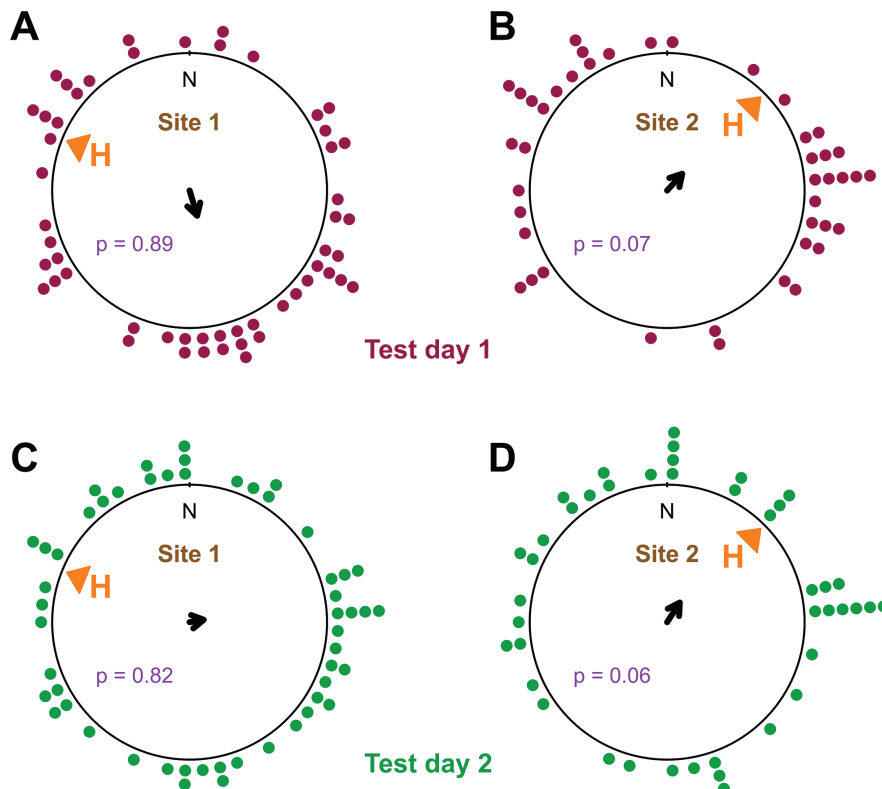 A
B
N
N
Site 1
Site 2
H
H
p = 0.89
p = 0.07
Test day 1
C
D
N
N
Site 1
Site 2
H
H
p = 0.82
p = 0.06
Test day 2